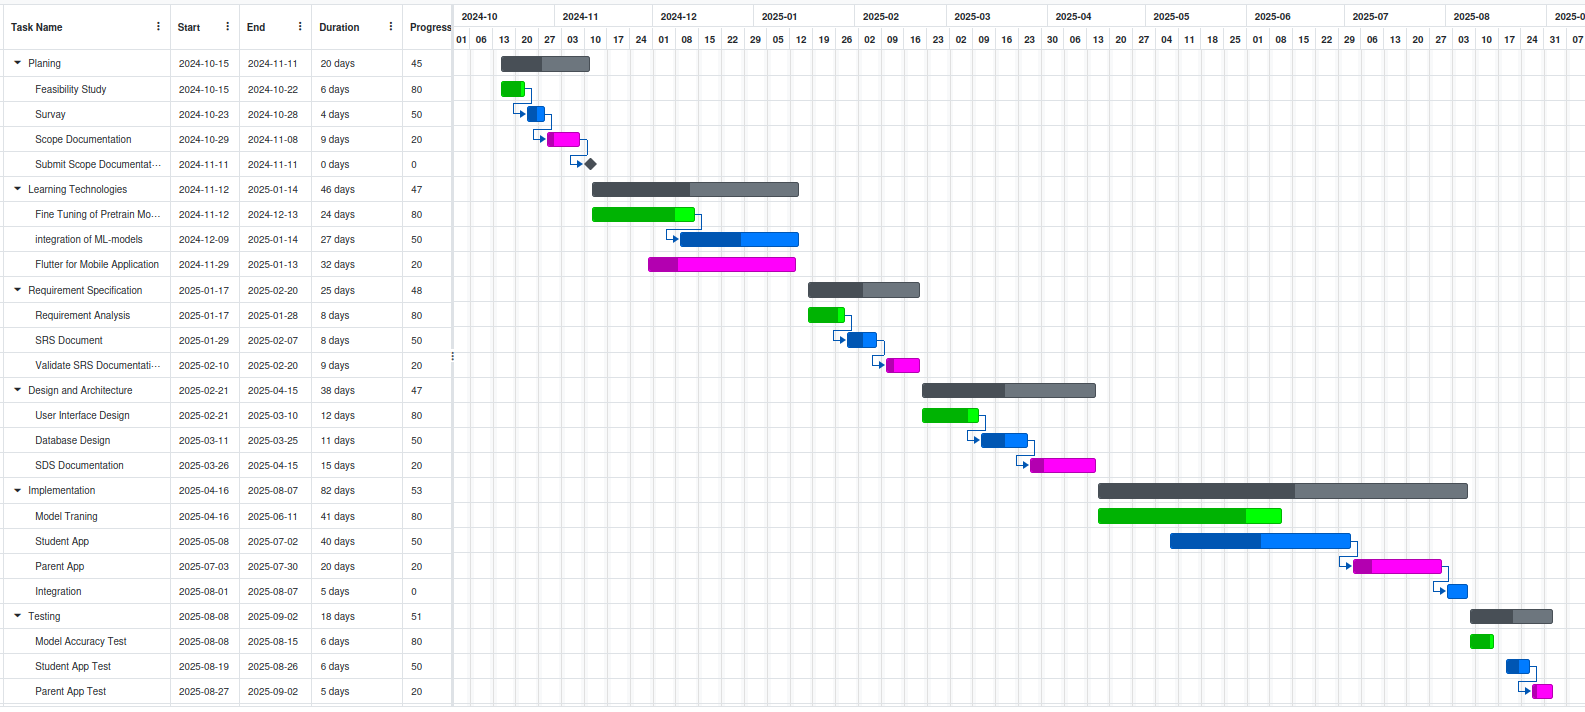 2024-10 2024-11 2024-12 2025-01 2025-02 2025-03 2025-04 2025-05 2025-06 2025-07 2025-08 2025-0
Task Name Start End Duration Progress
01 06 13 20 27 03 10 17 24 01 08 15 22 29 05 12 19 26 02 09 16 23 02 09 16 23 30 06 13 20 27 04 11 18 25 01 08 15 22 29 06 13 20 27 03 10 17 24 31 07
Planing 2024-10-15 2024-11-11 20 days 45
Feasibility Study 2024-10-15 2024-10-22 6 days 80
Survay 2024-10-23 2024-10-28 4 days 50
Scope Documentation 2024-10-29 2024-11-08 9 days 20
Submit Scope Documentat··· 2024-11-11 2024-11-11 0 days 0
Learning Technologies 2024-11-12 2025-01-14 46 days 47
Fine Tuning of Pretrain Mo··· 2024-11-12 2024-12-13 24 days 80
integration of ML-models 2024-12-09 2025-01-14 27 days 50
Flutter for Mobile Application 2024-11-29 2025-01-13 32 days 20
Requirement Specification 2025-01-17 2025-02-20 25 days 48
Requirement Analysis 2025-01-17 2025-01-28 8 days 80
SRS Document 2025-01-29 2025-02-07 8 days 50
Validate SRS Documentati··· 2025-02-10 2025-02-20 9 days 20
Design and Architecture 2025-02-21 2025-04-15 38 days 47
User Interface Design 2025-02-21 2025-03-10 12 days 80
Database Design 2025-03-11 2025-03-25 11 days 50
SDS Documentation 2025-03-26 2025-04-15 15 days 20
Implementation 2025-04-16 2025-08-07 82 days 53
Model Traning 2025-04-16 2025-06-11 41 days 80
Student App 2025-05-08 2025-07-02 40 days 50
Parent App 2025-07-03 2025-07-30 20 days 20
Integration 2025-08-01 2025-08-07 5 days 0
Testing 2025-08-08 2025-09-02 18 days 51
Model Accuracy Test 2025-08-08 2025-08-15 6 days 80
Student App Test 2025-08-19 2025-08-26 6 days 50
Parent App Test 2025-08-27 2025-09-02 5 days 20